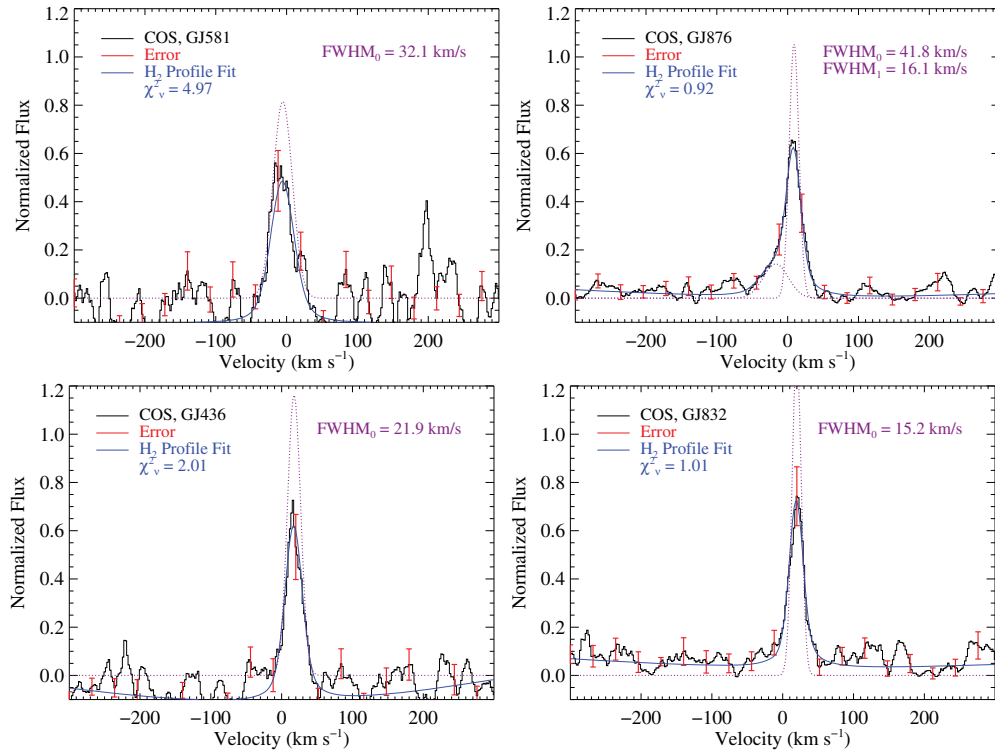 COS, GJ581
Error
H₂ Profile Fit
χ²ᵥ = 4.97
FWHM₀ = 32.1 km/s
Normalized Flux
1.2
1.0
0.8
0.6
0.4
0.2
0.0
-200 -100 0 100 200
Velocity (km s⁻¹)
COS, GJ876
Error
H₂ Profile Fit
χ²ᵥ = 0.92
FWHM₀ = 41.8 km/s
FWHM₁ = 16.1 km/s
Normalized Flux
1.2
1.0
0.8
0.6
0.4
0.2
0.0
-200 -100 0 100 200
Velocity (km s⁻¹)
COS, GJ436
Error
H₂ Profile Fit
χ²ᵥ = 2.01
FWHM₀ = 21.9 km/s
Normalized Flux
1.2
1.0
0.8
0.6
0.4
0.2
0.0
-200 -100 0 100 200
Velocity (km s⁻¹)
COS, GJ832
Error
H₂ Profile Fit
χ²ᵥ = 1.01
FWHM₀ = 15.2 km/s
Normalized Flux
1.2
1.0
0.8
0.6
0.4
0.2
0.0
-200 -100 0 100 200
Velocity (km s⁻¹)